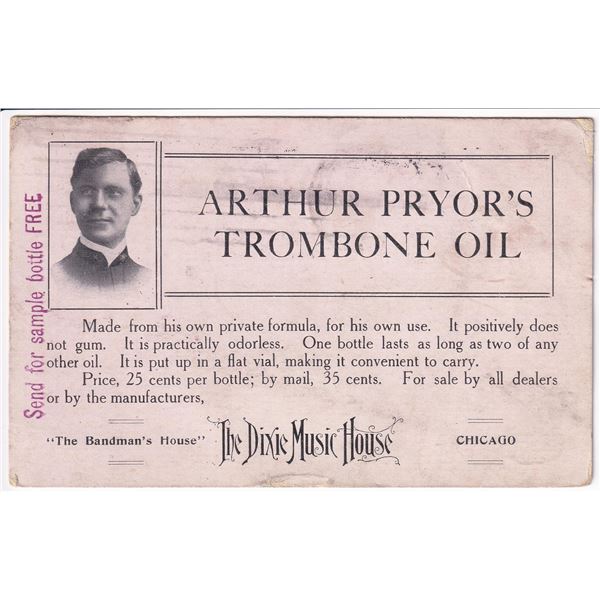 Send for sample bottle FREE
ARTHUR PRYOR'S
TROMBONE OIL
Made from his own private formula, for his own use. It positively does
not gum. It is practically odorless. One bottle lasts as long as two of any
other oil. It is put up in a flat vial, making it convenient to carry.
Price, 25 cents per bottle; by mail, 35 cents. For sale by all dealers
or by the manufacturers,
"The Bandman's House" The Dixie Music House CHICAGO